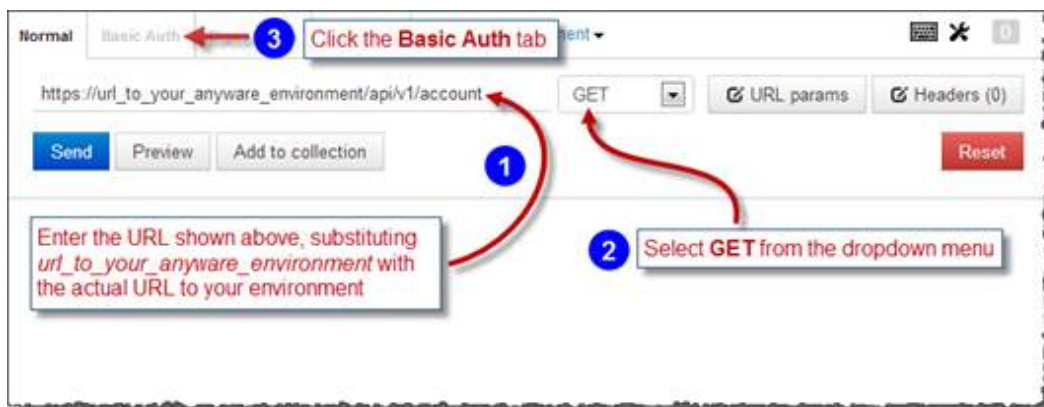 Normal Basic Auth 3 Click the Basic Auth tab 0
https://url_to_your_anyware_environment/api/v1/account GET URL params Headers (0)
Send Preview Add to collection 1 Reset
Enter the URL shown above, substituting
url_to_your_anyware_environment with
the actual URL to your environment
2 Select GET from the dropdown menu